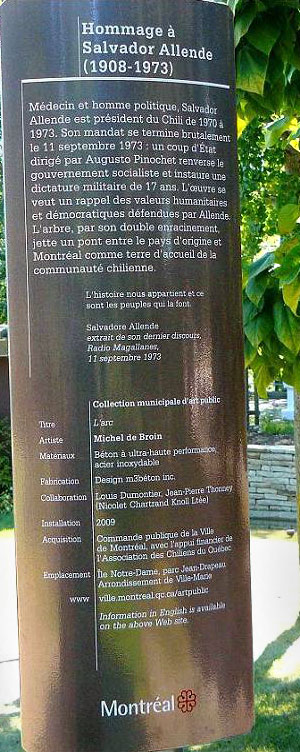 Hommage à
Salvador Allende
(1908-1973)
Médecin et homme politique, Salvador
Allende est président du Chili de 1970 à
1973. Son mandat se termine brutalement
le 11 septembre 1973 : un coup d'État
dirigé par Augusto Pinochet renverse le
gouvernement socialiste et instaure une
dictature militaire de 17 ans. L'œuvre se
veut un rappel des valeurs humanitaires
et démocratiques défendues par Allende.
L'arbre, par son double enracinement,
jette un pont entre le pays d'origine et
Montréal comme terre d'accueil de la
communauté chilienne.
L'histoire nous appartient et ce
sont les peuples qui la font.
Salvadore Allende
extrait de son dernier discours,
Radio Magallanes,
11 septembre 1973
Collection municipale d'art public
Titre L'arc
Artiste Michel de Broin
Matériaux Béton à ultra-haute performance,
acier inoxydable
Fabrication Design m3béton inc.
Collaboration Louis Dumontier, Jean-Pierre Thonney
(Nicolet Chartrand Knoll Ltée)
Installation 2009
Acquisition Commande publique de la Ville
de Montréal, avec l'appui financier de
l'Association des Chiliens du Québec
Emplacement Île Notre-Dame, parc Jean-Drapeau
Arrondissement de Ville-Marie
www ville.montreal.qc.ca/artpublic
Information in English is available
on the above Web site.
Montréal